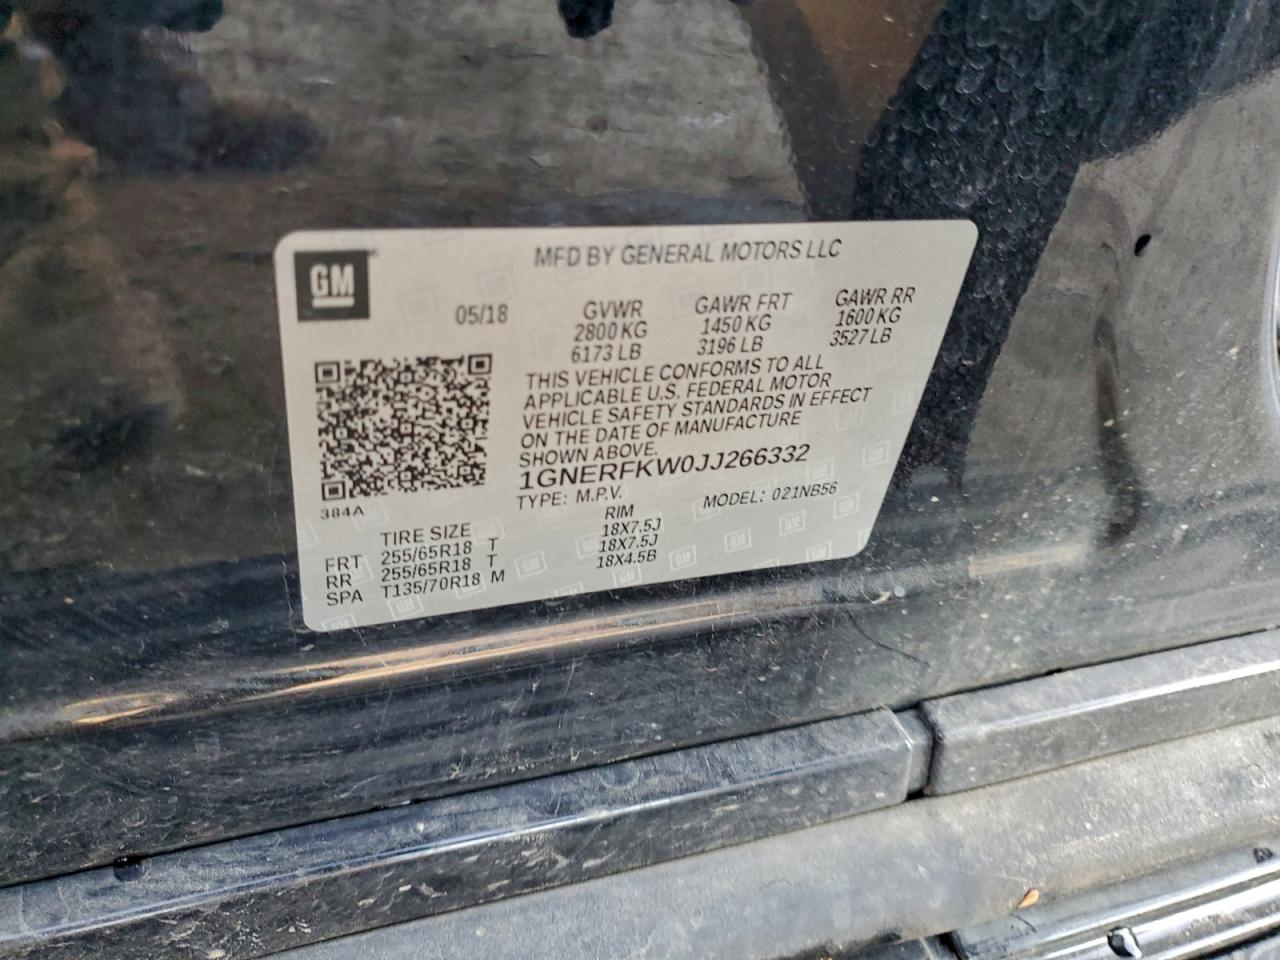 GM
MFD BY GENERAL MOTORS LLC
05/18 GVWR GAWR FRT GAWR RR
2800 KG 1450 KG 1600 KG
6173 LB 3196 LB 3527 LB
THIS VEHICLE CONFORMS TO ALL
APPLICABLE U.S. FEDERAL MOTOR
VEHICLE SAFETY STANDARDS IN EFFECT
ON THE DATE OF MANUFACTURE
SHOWN ABOVE.
1GNERFKW0JJ266332
TYPE: M.P.V. MODEL: 021NB56
384A
TIRE SIZE RIM
FRT 255/65R18 T 18X7.5J
RR 255/65R18 T 18X7.5J
SPA T135/70R18 M 18X4.5B